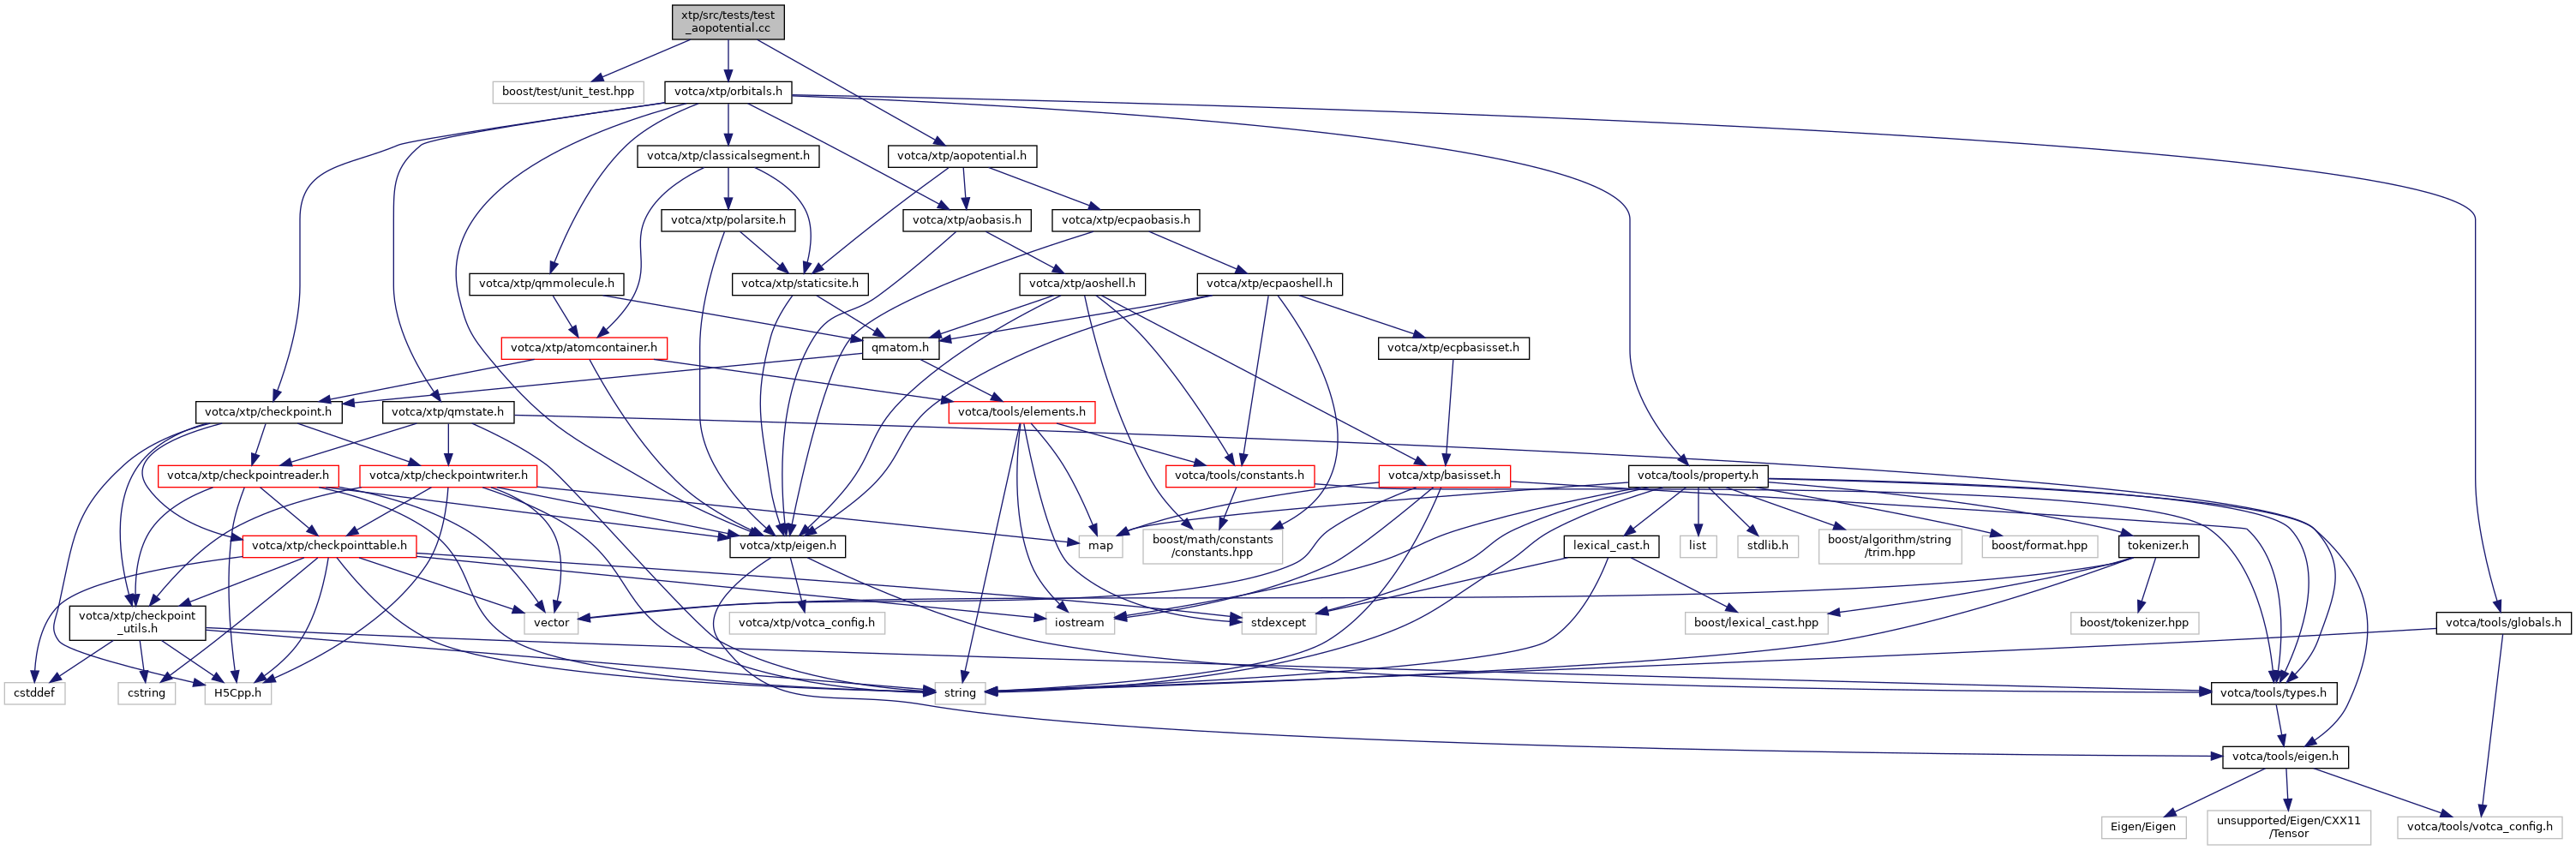 xtp/src/tests/test
_aopotential.cc
boost/test/unit_test.hpp
votca/xtp/orbitals.h
votca/xtp/classicalsegment.h
votca/xtp/aopotential.h
votca/xtp/polarsite.h
votca/xtp/aobasis.h
votca/xtp/ecpaobasis.h
votca/xtp/qmmolecule.h
votca/xtp/staticsite.h
votca/xtp/aoshell.h
votca/xtp/ecpaoshell.h
votca/xtp/atomcontainer.h
qmatom.h
votca/xtp/ecpbasisset.h
votca/xtp/checkpoint.h
votca/xtp/qmstate.h
votca/tools/elements.h
votca/xtp/checkpointreader.h
votca/xtp/checkpointwriter.h
votca/tools/constants.h
votca/xtp/basisset.h
votca/tools/property.h
votca/xtp/checkpointtable.h
votca/xtp/eigen.h
map
boost/math/constants
/constants.hpp
lexical_cast.h
list
stdlib.h
boost/algorithm/string
/trim.hpp
boost/format.hpp
tokenizer.h
votca/xtp/checkpoint
_utils.h
vector
votca/xtp/votca_config.h
iostream
stdexcept
boost/lexical_cast.hpp
boost/tokenizer.hpp
votca/tools/globals.h
cstddef
cstring
H5Cpp.h
string
votca/tools/types.h
votca/tools/eigen.h
Eigen/Eigen
unsupported/Eigen/CXX11
/Tensor
votca/tools/votca_config.h